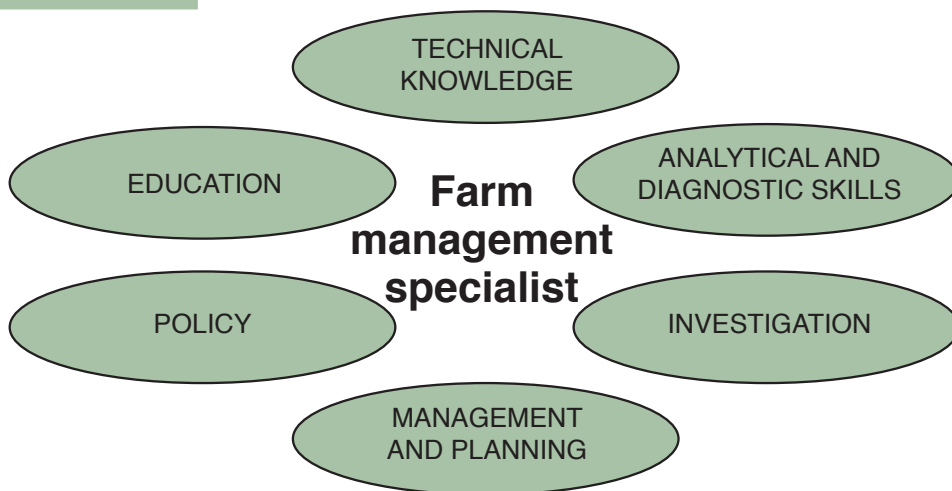 TECHNICAL
KNOWLEDGE
EDUCATION
ANALYTICAL AND
DIAGNOSTIC SKILLS
Farm
management
specialist
POLICY
INVESTIGATION
MANAGEMENT
AND PLANNING